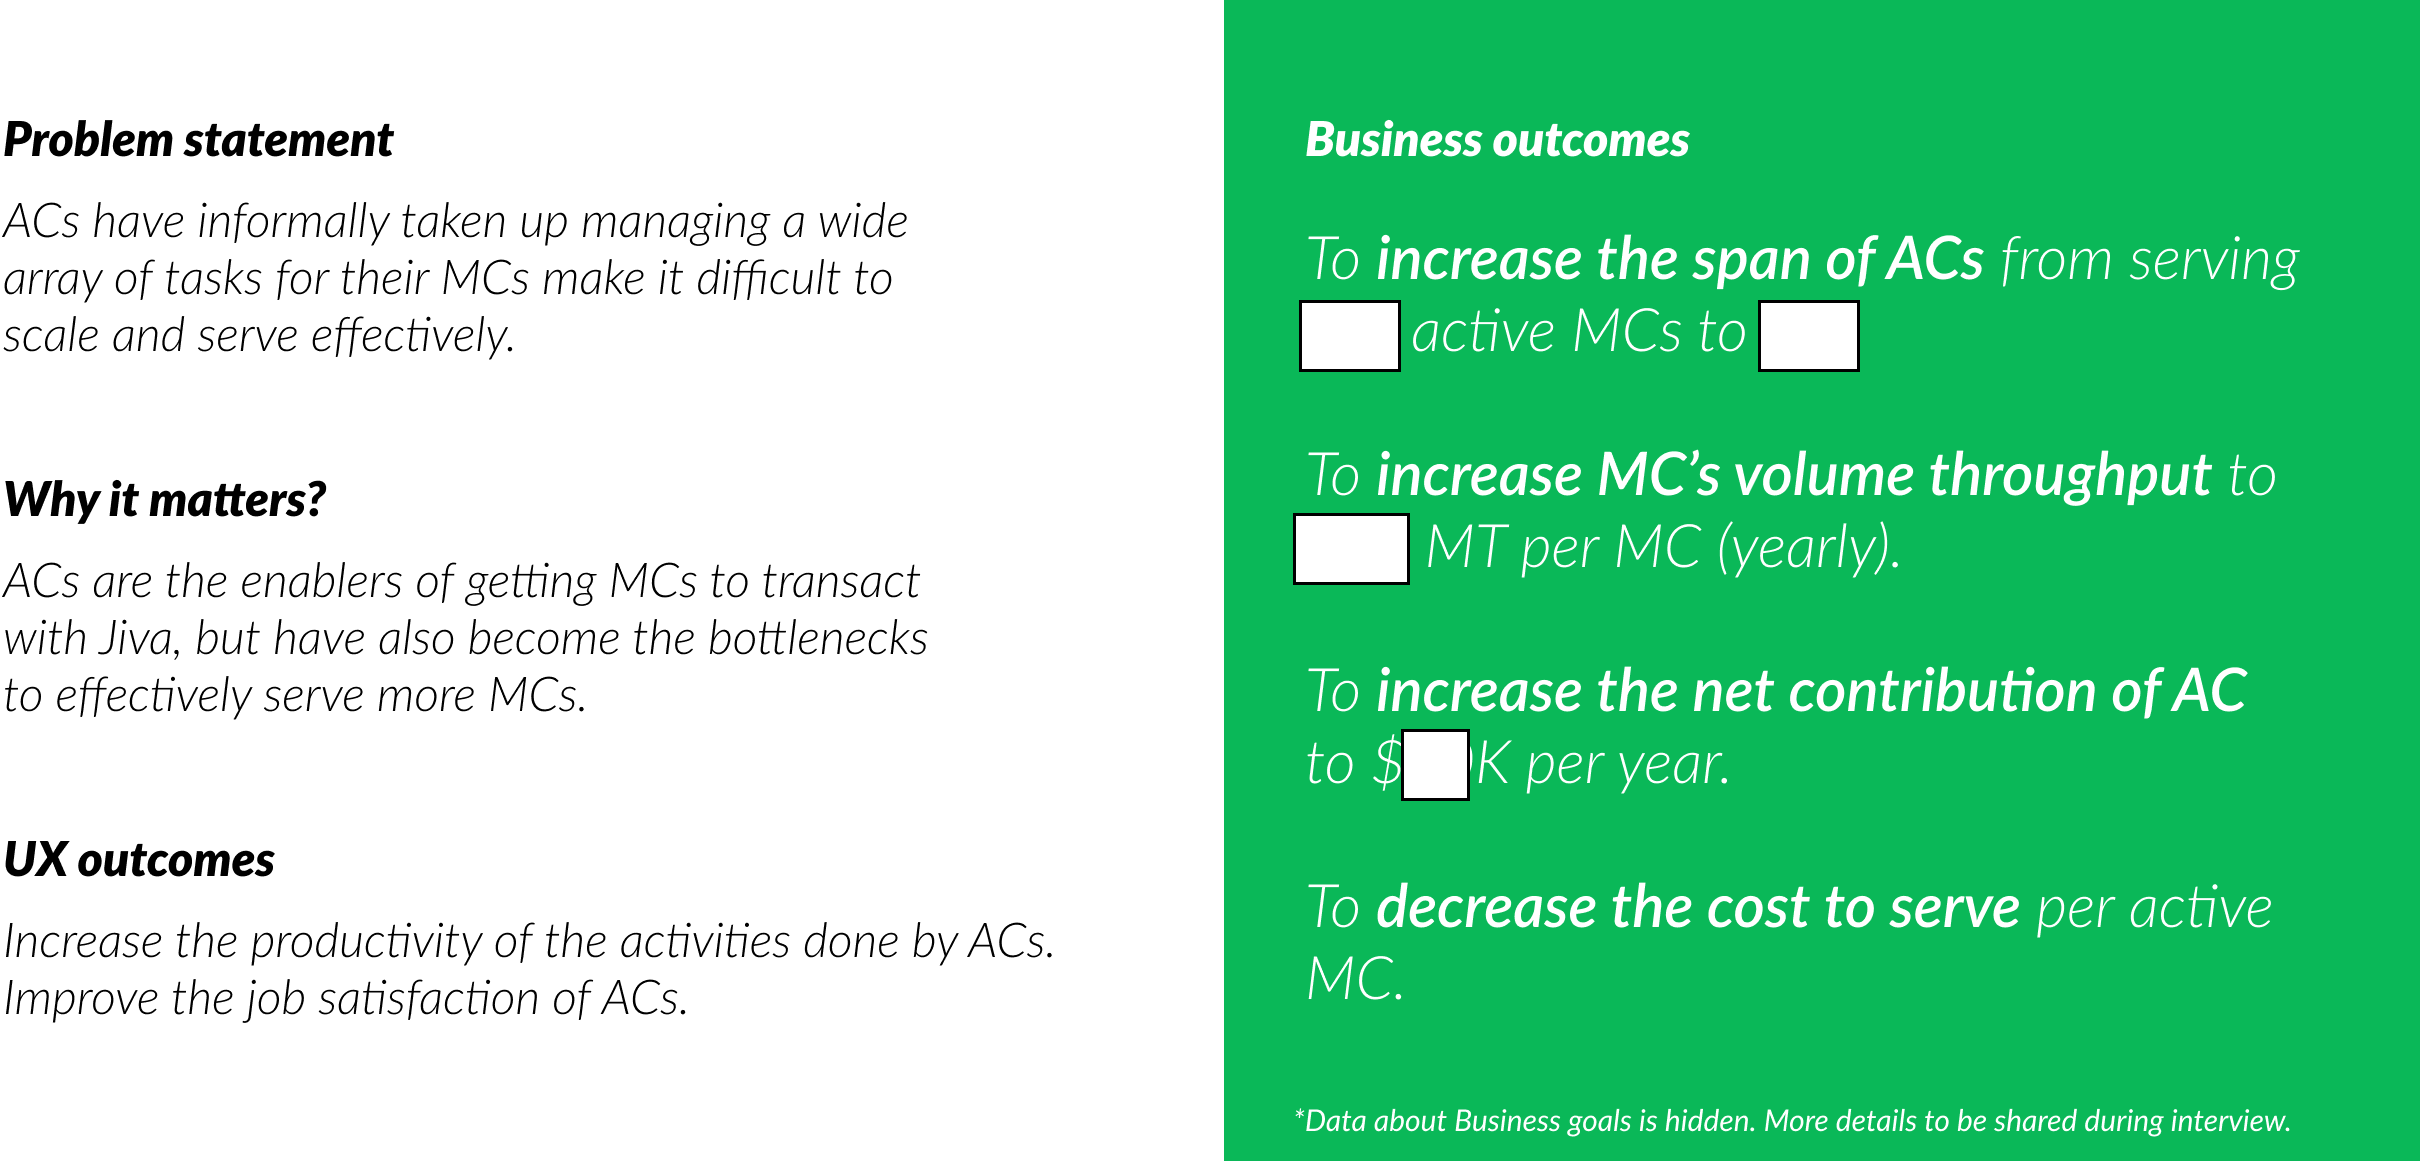 Problem statement
ACs have informally taken up managing a wide
array of tasks for their MCs make it difficult to
scale and serve effectively.
Why it matters?
ACs are the enablers of getting MCs to transact
with Jiva, but have also become the bottlenecks
to effectively serve more MCs.
UX outcomes
Increase the productivity of the activities done by ACs.
Improve the job satisfaction of ACs.
Business outcomes
To increase the span of ACs from serving
active MCs to
To increase MC’s volume throughput to
MT per MC (yearly).
To increase the net contribution of AC
to $ K per year.
To decrease the cost to serve per active
MC.
*Data about Business goals is hidden. More details to be shared during interview.